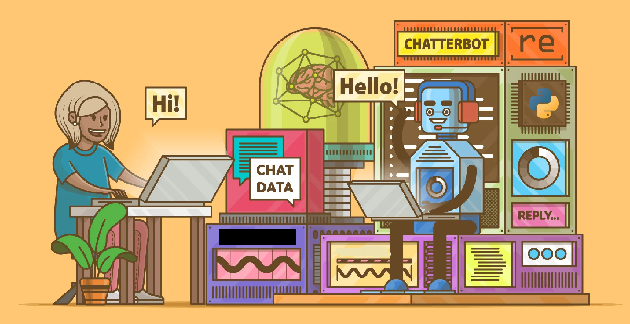 CHATTERBOT
re
Hi!
Hello!
CHAT
DATA
REPLY...